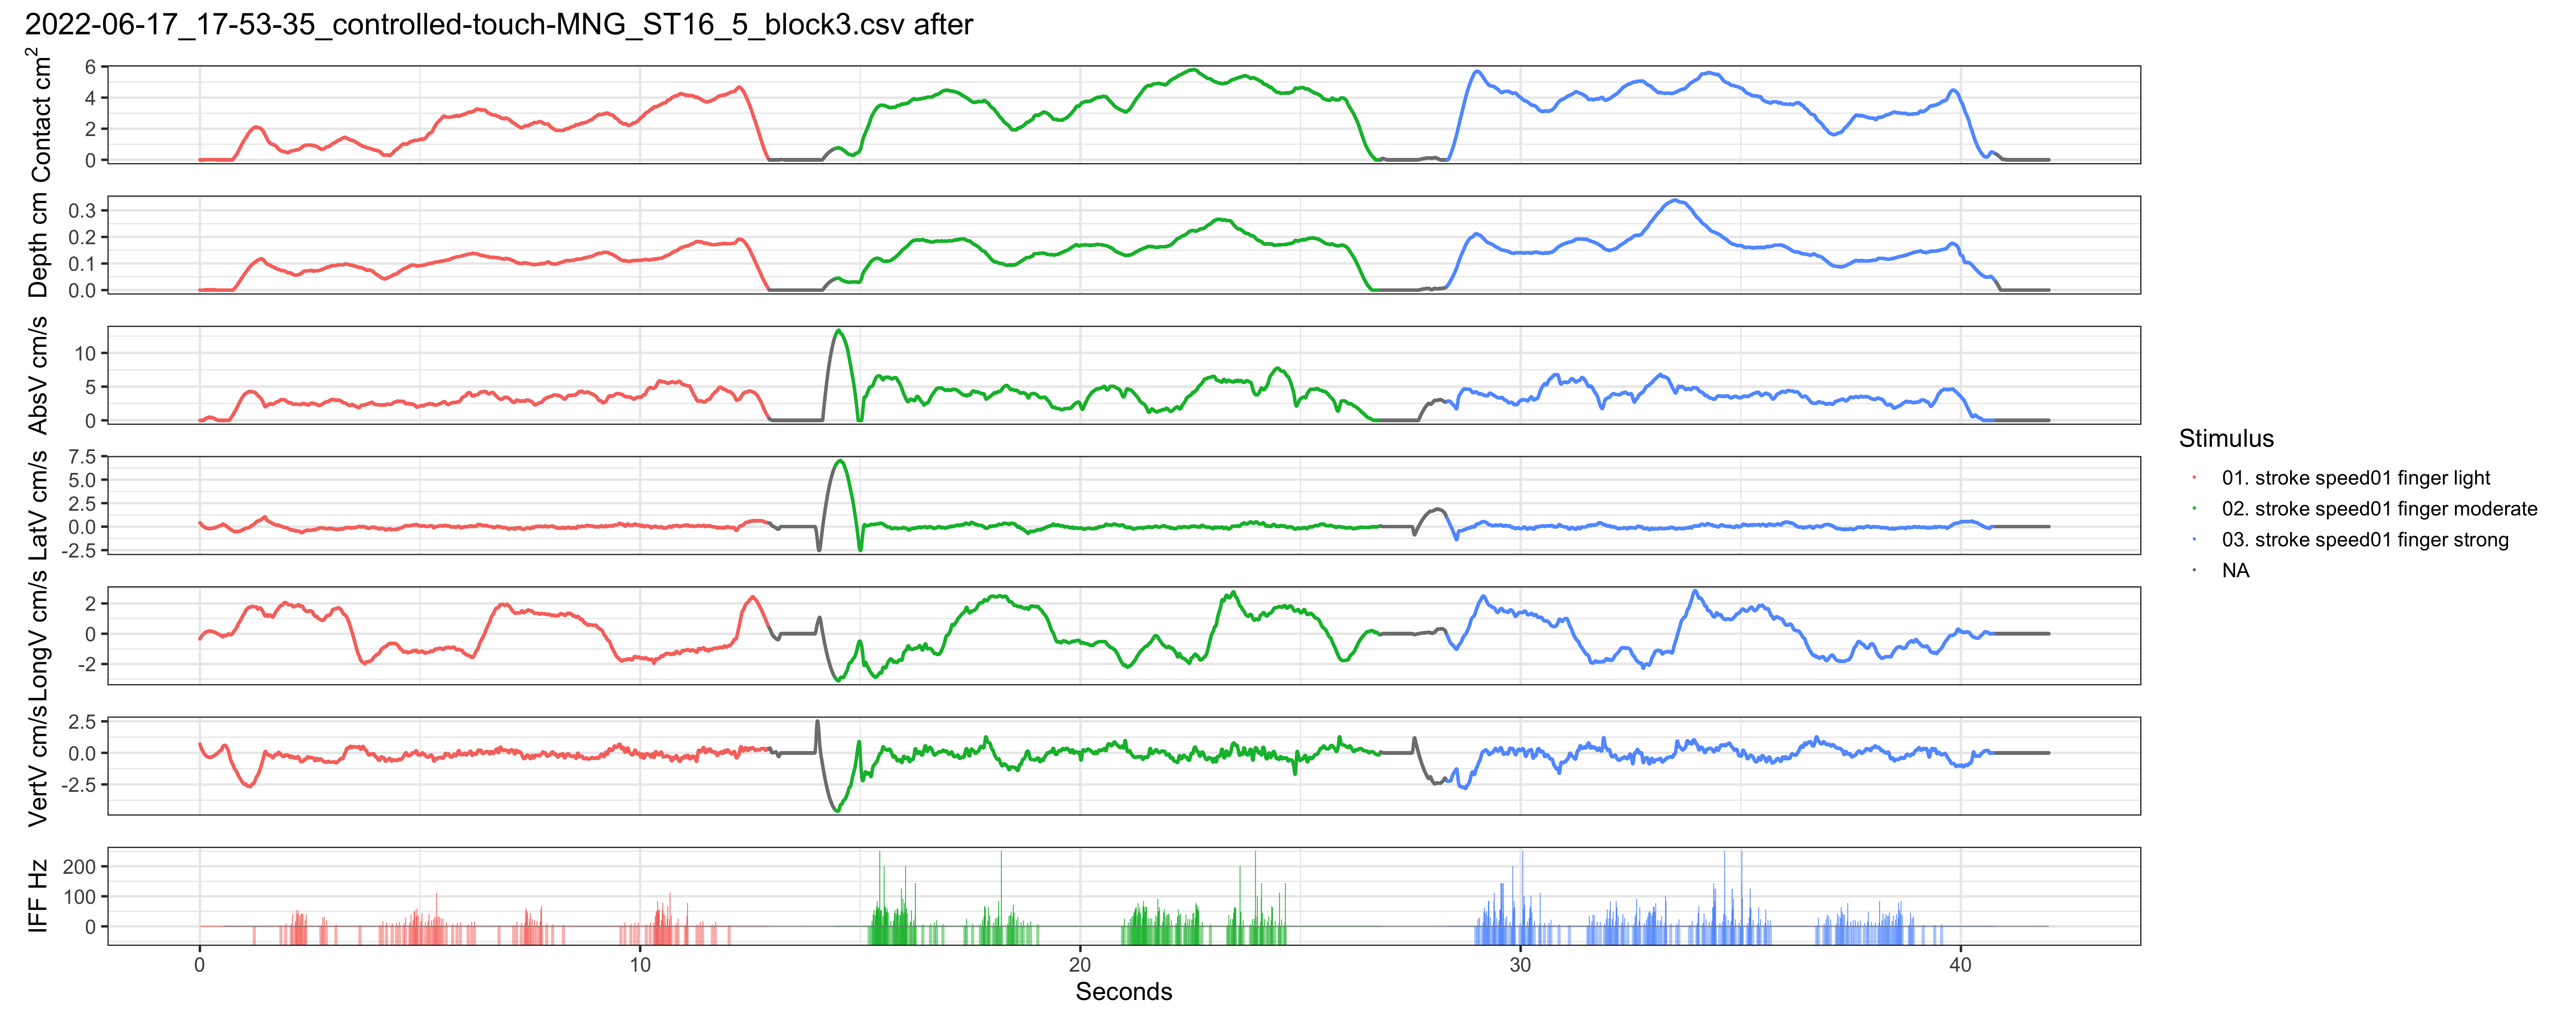 2022-06-17_17-53-35_controlled-touch-MNG_ST16_5_block3.csv after
Contact cm²
6
4
2
0
Depth cm
0.3
0.2
0.1
0.0
AbsV cm/s
10
5
0
LatV cm/s
7.5
5.0
2.5
0.0
-2.5
LongV cm/s
2
0
-2
VertV cm/s
2.5
0.0
-2.5
IFF Hz
200
100
0
0 10 20 30 40
Seconds
Stimulus
01. stroke speed01 finger light
02. stroke speed01 finger moderate
03. stroke speed01 finger strong
NA